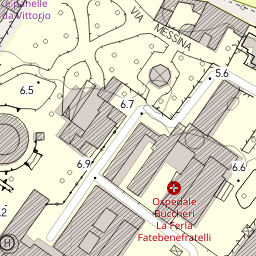 e panelle
da Vittorio
VIA
MESSINA
5.6
6.5
6.7
6.9
6.6
Ospedale
Buccheri
La Ferla
Fatebenefratelli
H